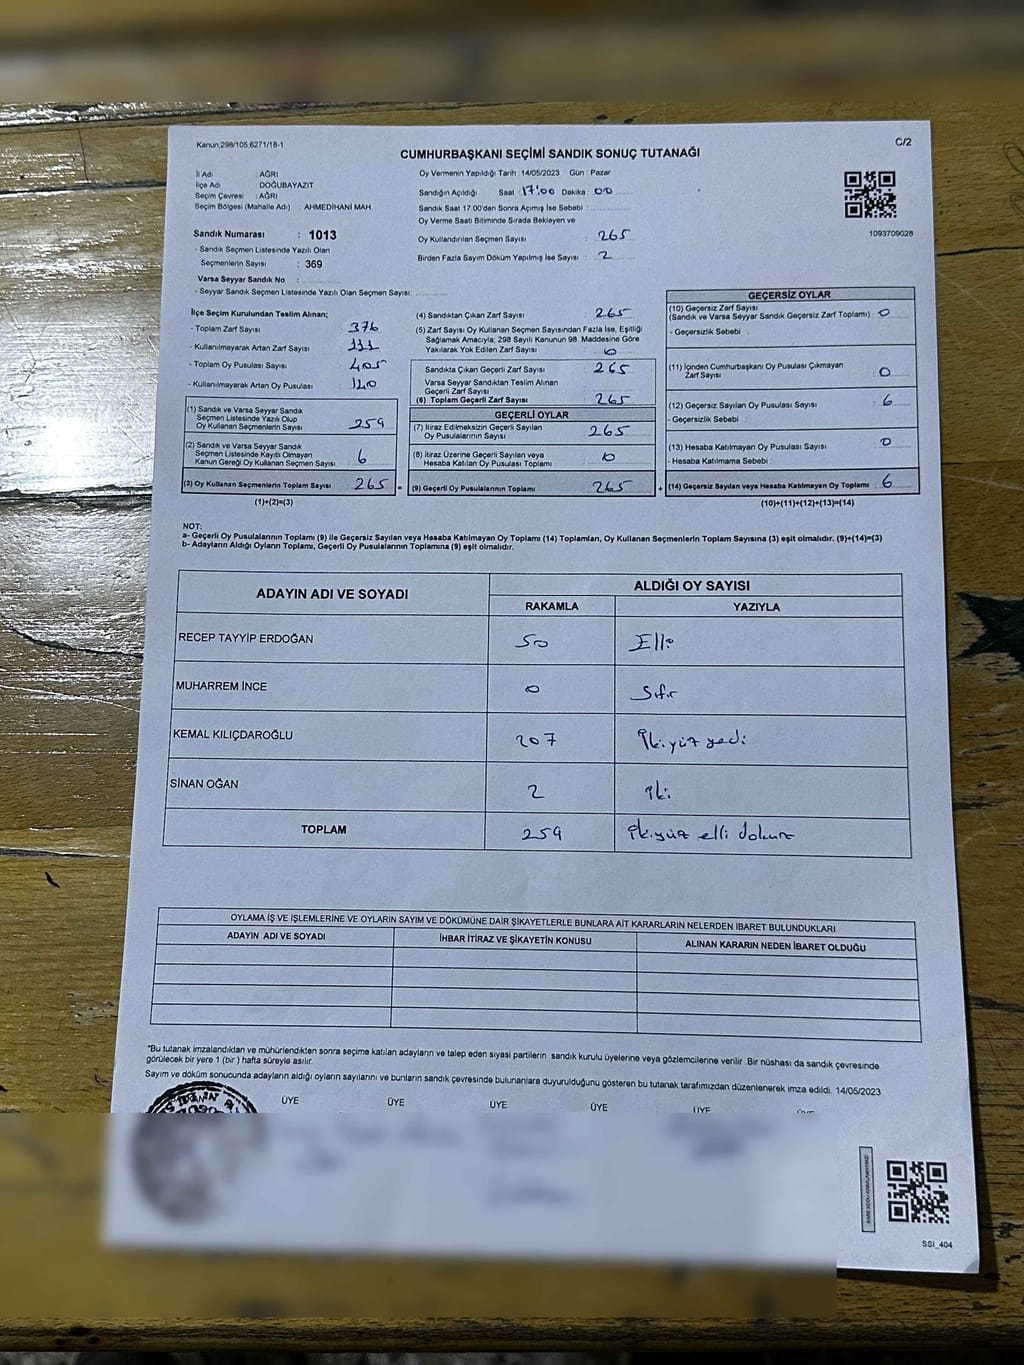 Kanun:298/105;6271/18-1
C/2
CUMHURBAŞKANI SEÇİMİ SANDIK SONUÇ TUTANAĞI
İl Adı : AĞRI
İlçe Adı : DOĞUBAYAZIT
Seçim Çevresi : AĞRI
Seçim Bölgesi (Mahalle Adı) : AHMEDİHANİ MAH.
Oy Vermenin Yapıldığı Tarih : 14/05/2023 Gün : Pazar
Sandığın Açıldığı Saat : 17:00 Dakika : 00
Sandık Saat 17.00'den Sonra Açılmış İse Sebebi :
Oy Verme Saati Bitiminde Sırada Bekleyen ve
Oy Kullandırılan Seçmen Sayısı : 265
Birden Fazla Sayım Döküm Yapılmış İse Sayısı : 2
1093709028
Sandık Numarası : 1013
- Sandık Seçmen Listesinde Yazılı Olan
Seçmenlerin Sayısı : 369
Varsa Seyyar Sandık No :
- Seyyar Sandık Seçmen Listesinde Yazılı Olan Seçmen Sayısı:
İlçe Seçim Kurulundan Teslim Alınan;
- Toplam Zarf Sayısı 376
- Kullanılmayarak Artan Zarf Sayısı 111
- Toplam Oy Pusulası Sayısı 405
- Kullanılmayarak Artan Oy Pusulası 140
(1) Sandık ve Varsa Seyyar Sandık
Seçmen Listesinde Yazılı Olup
Oy Kullanan Seçmenlerin Sayısı 259
(2) Sandık ve Varsa Seyyar Sandık
Seçmen Listesinde Kayıtlı Olmayan
Kanun Gereği Oy Kullanan Seçmen Sayısı 6
(3) Oy Kullanan Seçmenlerin Toplam Sayısı 265 =
(1)+(2)=(3)
(4) Sandıktan Çıkan Zarf Sayısı : 265
(5) Zarf Sayısı Oy Kullanan Seçmen Sayısından Fazla İse, Eşitliği
Sağlamak Amacıyla, 298 Sayılı Kanunun 98. Maddesine Göre
Yakılarak Yok Edilen Zarf Sayısı : 0
Sandıkta Çıkan Geçerli Zarf Sayısı : 265
Varsa Seyyar Sandıktan Teslim Alınan
Geçerli Zarf Sayısı :
(6) Toplam Geçerli Zarf Sayısı : 265
GEÇERLİ OYLAR
(7) İtiraz Edilmeksizin Geçerli Sayılan
Oy Pusulalarının Sayısı : 265
(8) İtiraz Üzerine Geçerli Sayılan veya
Hesaba Katılan Oy Pusulası Toplamı : 0
(9) Geçerli Oy Pusulalarının Toplamı : 265 +
GEÇERSİZ OYLAR
(10) Geçersiz Zarf Sayısı
(Sandık ve Varsa Seyyar Sandık Geçersiz Zarf Toplamı) : 0
- Geçersizlik Sebebi :
(11) İçinden Cumhurbaşkanı Oy Pusulası Çıkmayan
Zarf Sayısı : 0
(12) Geçersiz Sayılan Oy Pusulası Sayısı : 6
- Geçersizlik Sebebi :
(13) Hesaba Katılmayan Oy Pusulası Sayısı : 0
- Hesaba Katılmama Sebebi :
(14) Geçersiz Sayılan veya Hesaba Katılmayan Oy Toplamı : 6
(10)+(11)+(12)+(13)=(14)
NOT:
a- Geçerli Oy Pusulalarının Toplamı (9) ile Geçersiz Sayılan veya Hesaba Katılmayan Oy Toplamı (14) Toplamları, Oy Kullanan Seçmenlerin Toplam Sayısına (3) eşit olmalıdır. (9)+(14)=(3)
b- Adayların Aldığı Oyların Toplamı, Geçerli Oy Pusulalarının Toplamına (9) eşit olmalıdır.
ADAYIN ADI VE SOYADI ALDIĞI OY SAYISI
RAKAMLA YAZIYLA
RECEP TAYYİP ERDOĞAN 50 Elli
MUHARREM İNCE 0 Sıfır
KEMAL KILIÇDAROĞLU 207 İkiyüz yedi
SİNAN OĞAN 2 iki
TOPLAM 259 ikiyüz elli dokuz
OYLAMA İŞ VE İŞLEMLERİNE VE OYLARIN SAYIM VE DÖKÜMÜNE DAİR ŞİKAYETLERLE BUNLARA AİT KARARLARIN NELERDEN İBARET BULUNDUKLARI
ADAYIN ADI VE SOYADI İHBAR İTİRAZ VE ŞİKAYETİN KONUSU ALINAN KARARIN NEDEN İBARET OLDUĞU
*Bu tutanak imzalandıktan ve mühürlendikten sonra seçime katılan adayların ve talep eden siyasi partilerin sandık kurulu üyelerine veya gözlemcilerine verilir. Bir nüshası da sandık çevresinde
görülecek bir yere 1 (bir) hafta süreyle asılır.
Sayım ve döküm sonucunda adayların aldığı oyların sayılarını ve bunların sandık çevresinde bulunanlara duyurulduğunu gösteren bu tutanak tarafımızdan düzenlenerek imza edildi. 14/05/2023
ÜYE ÜYE ÜYE ÜYE ÜYE
SSI_404